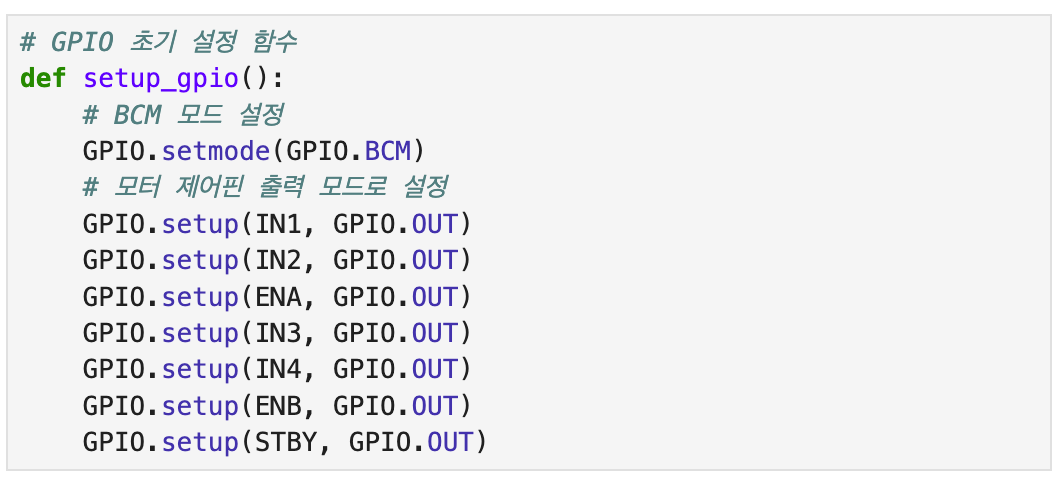 # GPIO 초기 설정 함수
def setup_gpio():
    # BCM 모드 설정
    GPIO.setmode(GPIO.BCM)
    # 모터 제어핀 출력 모드로 설정
    GPIO.setup(IN1, GPIO.OUT)
    GPIO.setup(IN2, GPIO.OUT)
    GPIO.setup(ENA, GPIO.OUT)
    GPIO.setup(IN3, GPIO.OUT)
    GPIO.setup(IN4, GPIO.OUT)
    GPIO.setup(ENB, GPIO.OUT)
    GPIO.setup(STBY, GPIO.OUT)